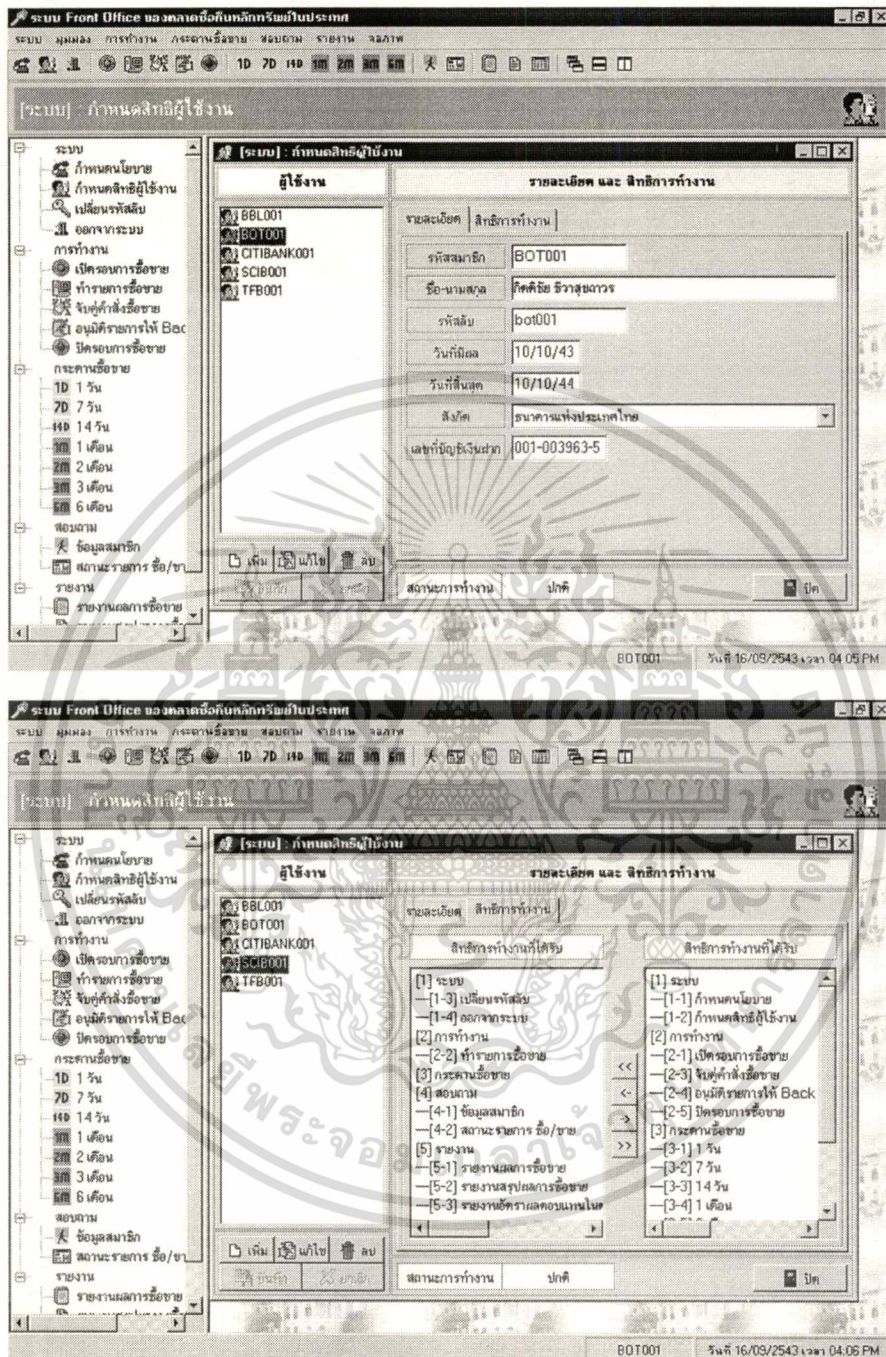 ระบบ Front Office ของตลาดซื้อคืนหลักทรัพย์ในประเทศ
ระบบ มุมมอง การทำงาน กระดานซื้อขาย สอบถาม รายงาน จอภาพ
1D 7D 14D 1m 2m 3m 6m
[ระบบ] : กำหนดสิทธิผู้ใช้งาน
ระบบ
กำหนดนโยบาย
กำหนดสิทธิผู้ใช้งาน
เปลี่ยนรหัสลับ
ออกจากระบบ
การทำงาน
เปิดรอบการซื้อขาย
ทำรายการซื้อขาย
จับคู่คำสั่งซื้อขาย
อนุมัติรายการให้ Bac
ปิดรอบการซื้อขาย
กระดานซื้อขาย
1D 1 วัน
7D 7 วัน
14D 14 วัน
1m 1 เดือน
2m 2 เดือน
3m 3 เดือน
6m 6 เดือน
สอบถาม
ข้อมูลสมาชิก
สถานะรายการ ซื้อ/ขา
รายงาน
รายงานผลการซื้อขาย
[ระบบ] : กำหนดสิทธิผู้ใช้งาน
ผู้ใช้งาน
BBL001
BOT001
CITIBANK001
SCIB001
TFB001
เพิ่ม แก้ไข ลบ
บันทึก ยกเลิก
รายละเอียด และ สิทธิการทำงาน
รายละเอียด สิทธิการทำงาน
รหัสสมาชิก BOT001
ชื่อ-นามสกุล กิตติชัย ชิวาสุขถาวร
รหัสลับ bot001
วันที่มีผล 10/10/43
วันที่สิ้นสุด 10/10/44
สังกัด ธนาคารแห่งประเทศไทย
เลขที่บัญชีเงินฝาก 001-003963-5
สถานะการทำงาน ปกติ ปิด
BOT001 วันที่ 16/09/2543 เวลา 04:05 PM
ระบบ Front Office ของตลาดซื้อคืนหลักทรัพย์ในประเทศ
ระบบ มุมมอง การทำงาน กระดานซื้อขาย สอบถาม รายงาน จอภาพ
1D 7D 14D 1m 2m 3m 6m
[ระบบ] : กำหนดสิทธิผู้ใช้งาน
ระบบ
กำหนดนโยบาย
กำหนดสิทธิผู้ใช้งาน
เปลี่ยนรหัสลับ
ออกจากระบบ
การทำงาน
เปิดรอบการซื้อขาย
ทำรายการซื้อขาย
จับคู่คำสั่งซื้อขาย
อนุมัติรายการให้ Bac
ปิดรอบการซื้อขาย
กระดานซื้อขาย
1D 1 วัน
7D 7 วัน
14D 14 วัน
1m 1 เดือน
2m 2 เดือน
3m 3 เดือน
6m 6 เดือน
สอบถาม
ข้อมูลสมาชิก
สถานะรายการ ซื้อ/ขา
รายงาน
รายงานผลการซื้อขาย
[ระบบ] : กำหนดสิทธิผู้ใช้งาน
ผู้ใช้งาน
BBL001
BOT001
CITIBANK001
SCIB001
TFB001
เพิ่ม แก้ไข ลบ
บันทึก ยกเลิก
รายละเอียด และ สิทธิการทำงาน
รายละเอียด สิทธิการทำงาน
สิทธิการทำงานที่ได้รับ
[1] ระบบ
—[1-3] เปลี่ยนรหัสลับ
—[1-4] ออกจากระบบ
[2] การทำงาน
—[2-2] ทำรายการซื้อขาย
[3] กระดานซื้อขาย
[4] สอบถาม
—[4-1] ข้อมูลสมาชิก
—[4-2] สถานะรายการ ซื้อ/ขาย
[5] รายงาน
—[5-1] รายงานผลการซื้อขาย
—[5-2] รายงานสรุปผลการซื้อขาย
—[5-3] รายงานอัตราผลตอบแทนในต
<<
<-
->
>>
สิทธิการทำงานที่ได้รับ
[1] ระบบ
—[1-1] กำหนดนโยบาย
—[1-2] กำหนดสิทธิผู้ใช้งาน
[2] การทำงาน
—[2-1] เปิดรอบการซื้อขาย
—[2-3] จับคู่คำสั่งซื้อขาย
—[2-4] อนุมัติรายการให้ Back
—[2-5] ปิดรอบการซื้อขาย
[3] กระดานซื้อขาย
—[3-1] 1 วัน
—[3-2] 7 วัน
—[3-3] 14 วัน
—[3-4] 1 เดือน
สถานะการทำงาน ปกติ ปิด
BOT001 วันที่ 16/09/2543 เวลา 04:06 PM